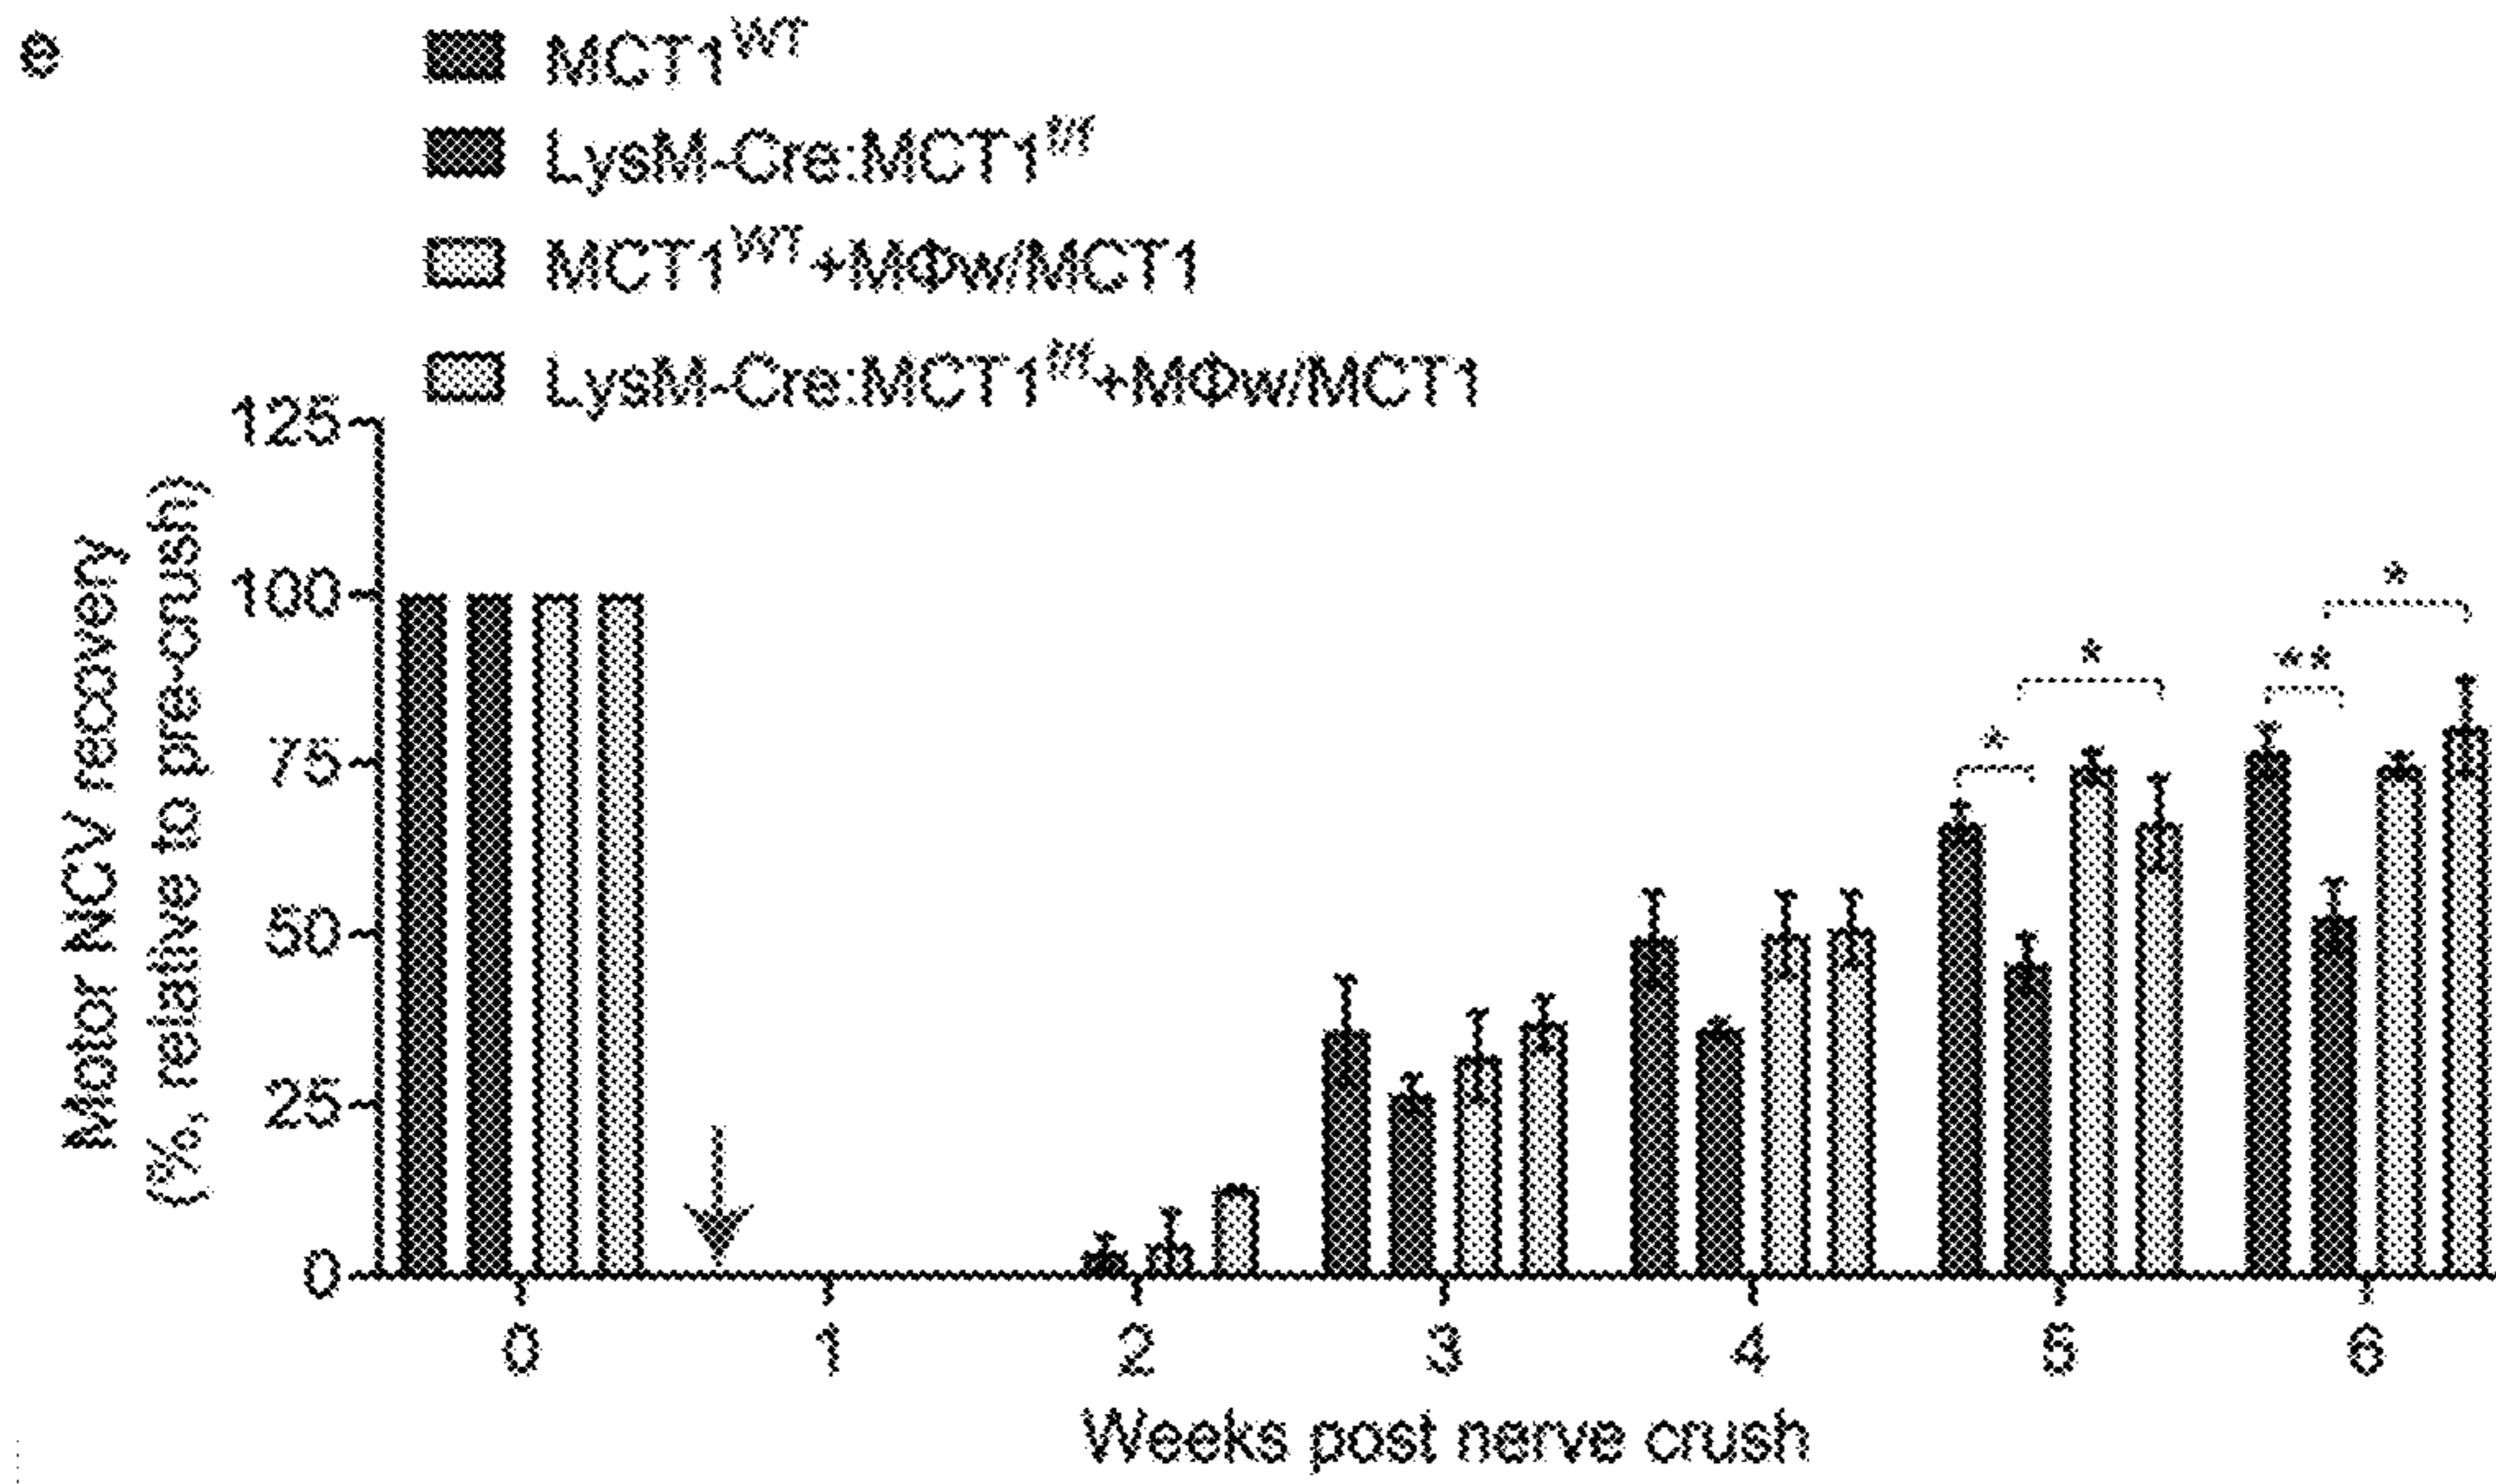 e
MCT1^WT
LysM-Cre:MCT1^f/f
MCT1^WT+MΦw/MCT1
LysM-Cre:MCT1^f/f+MΦw/MCT1
Motor NCV recovery
(%, relative to pre-crush)
125
100
75
50
25
0
*
*
**
*
0 1 2 3 4 5 6
Weeks post nerve crush